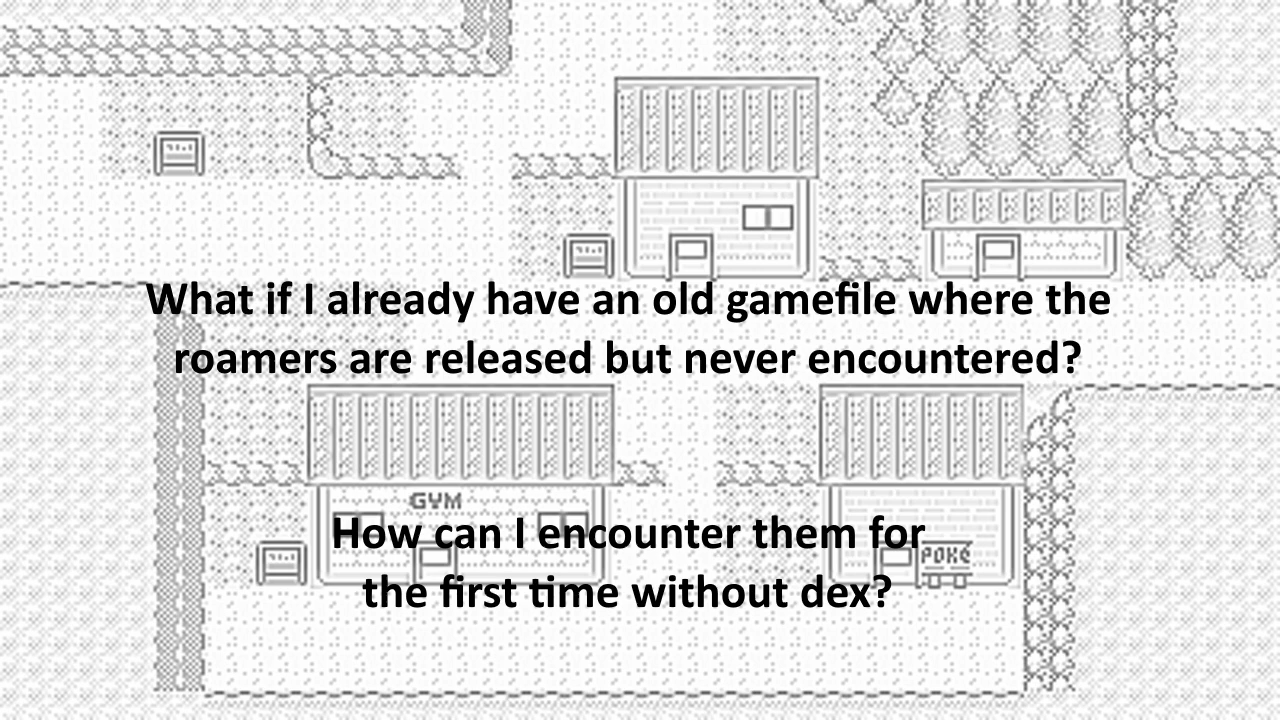 What if I already have an old gamefile where the
roamers are released but never encountered?
GYM
How can I encounter them for
POKé
the first time without dex?